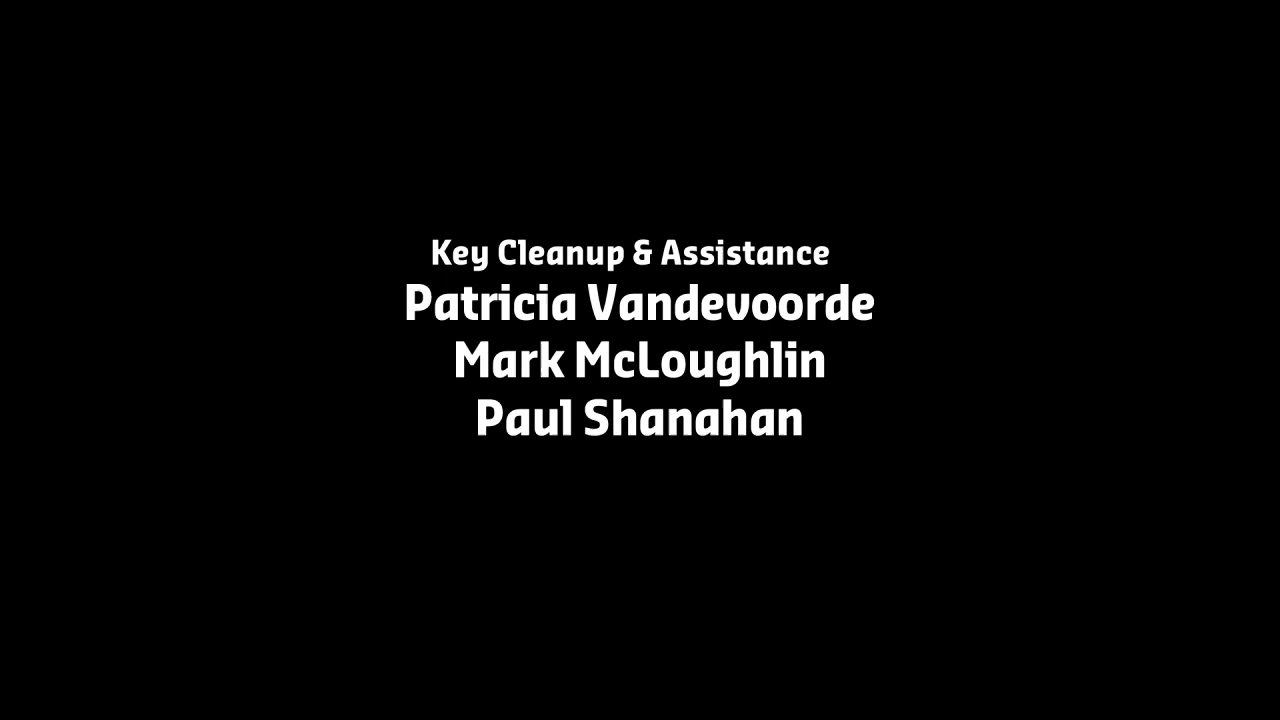 Key Cleanup & Assistance
Patricia Vandevoorde
Mark McLoughlin
Paul Shanahan